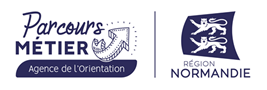 Parcours
MÉTIER
Agence de l'Orientation
RÉGION
NORMANDIE